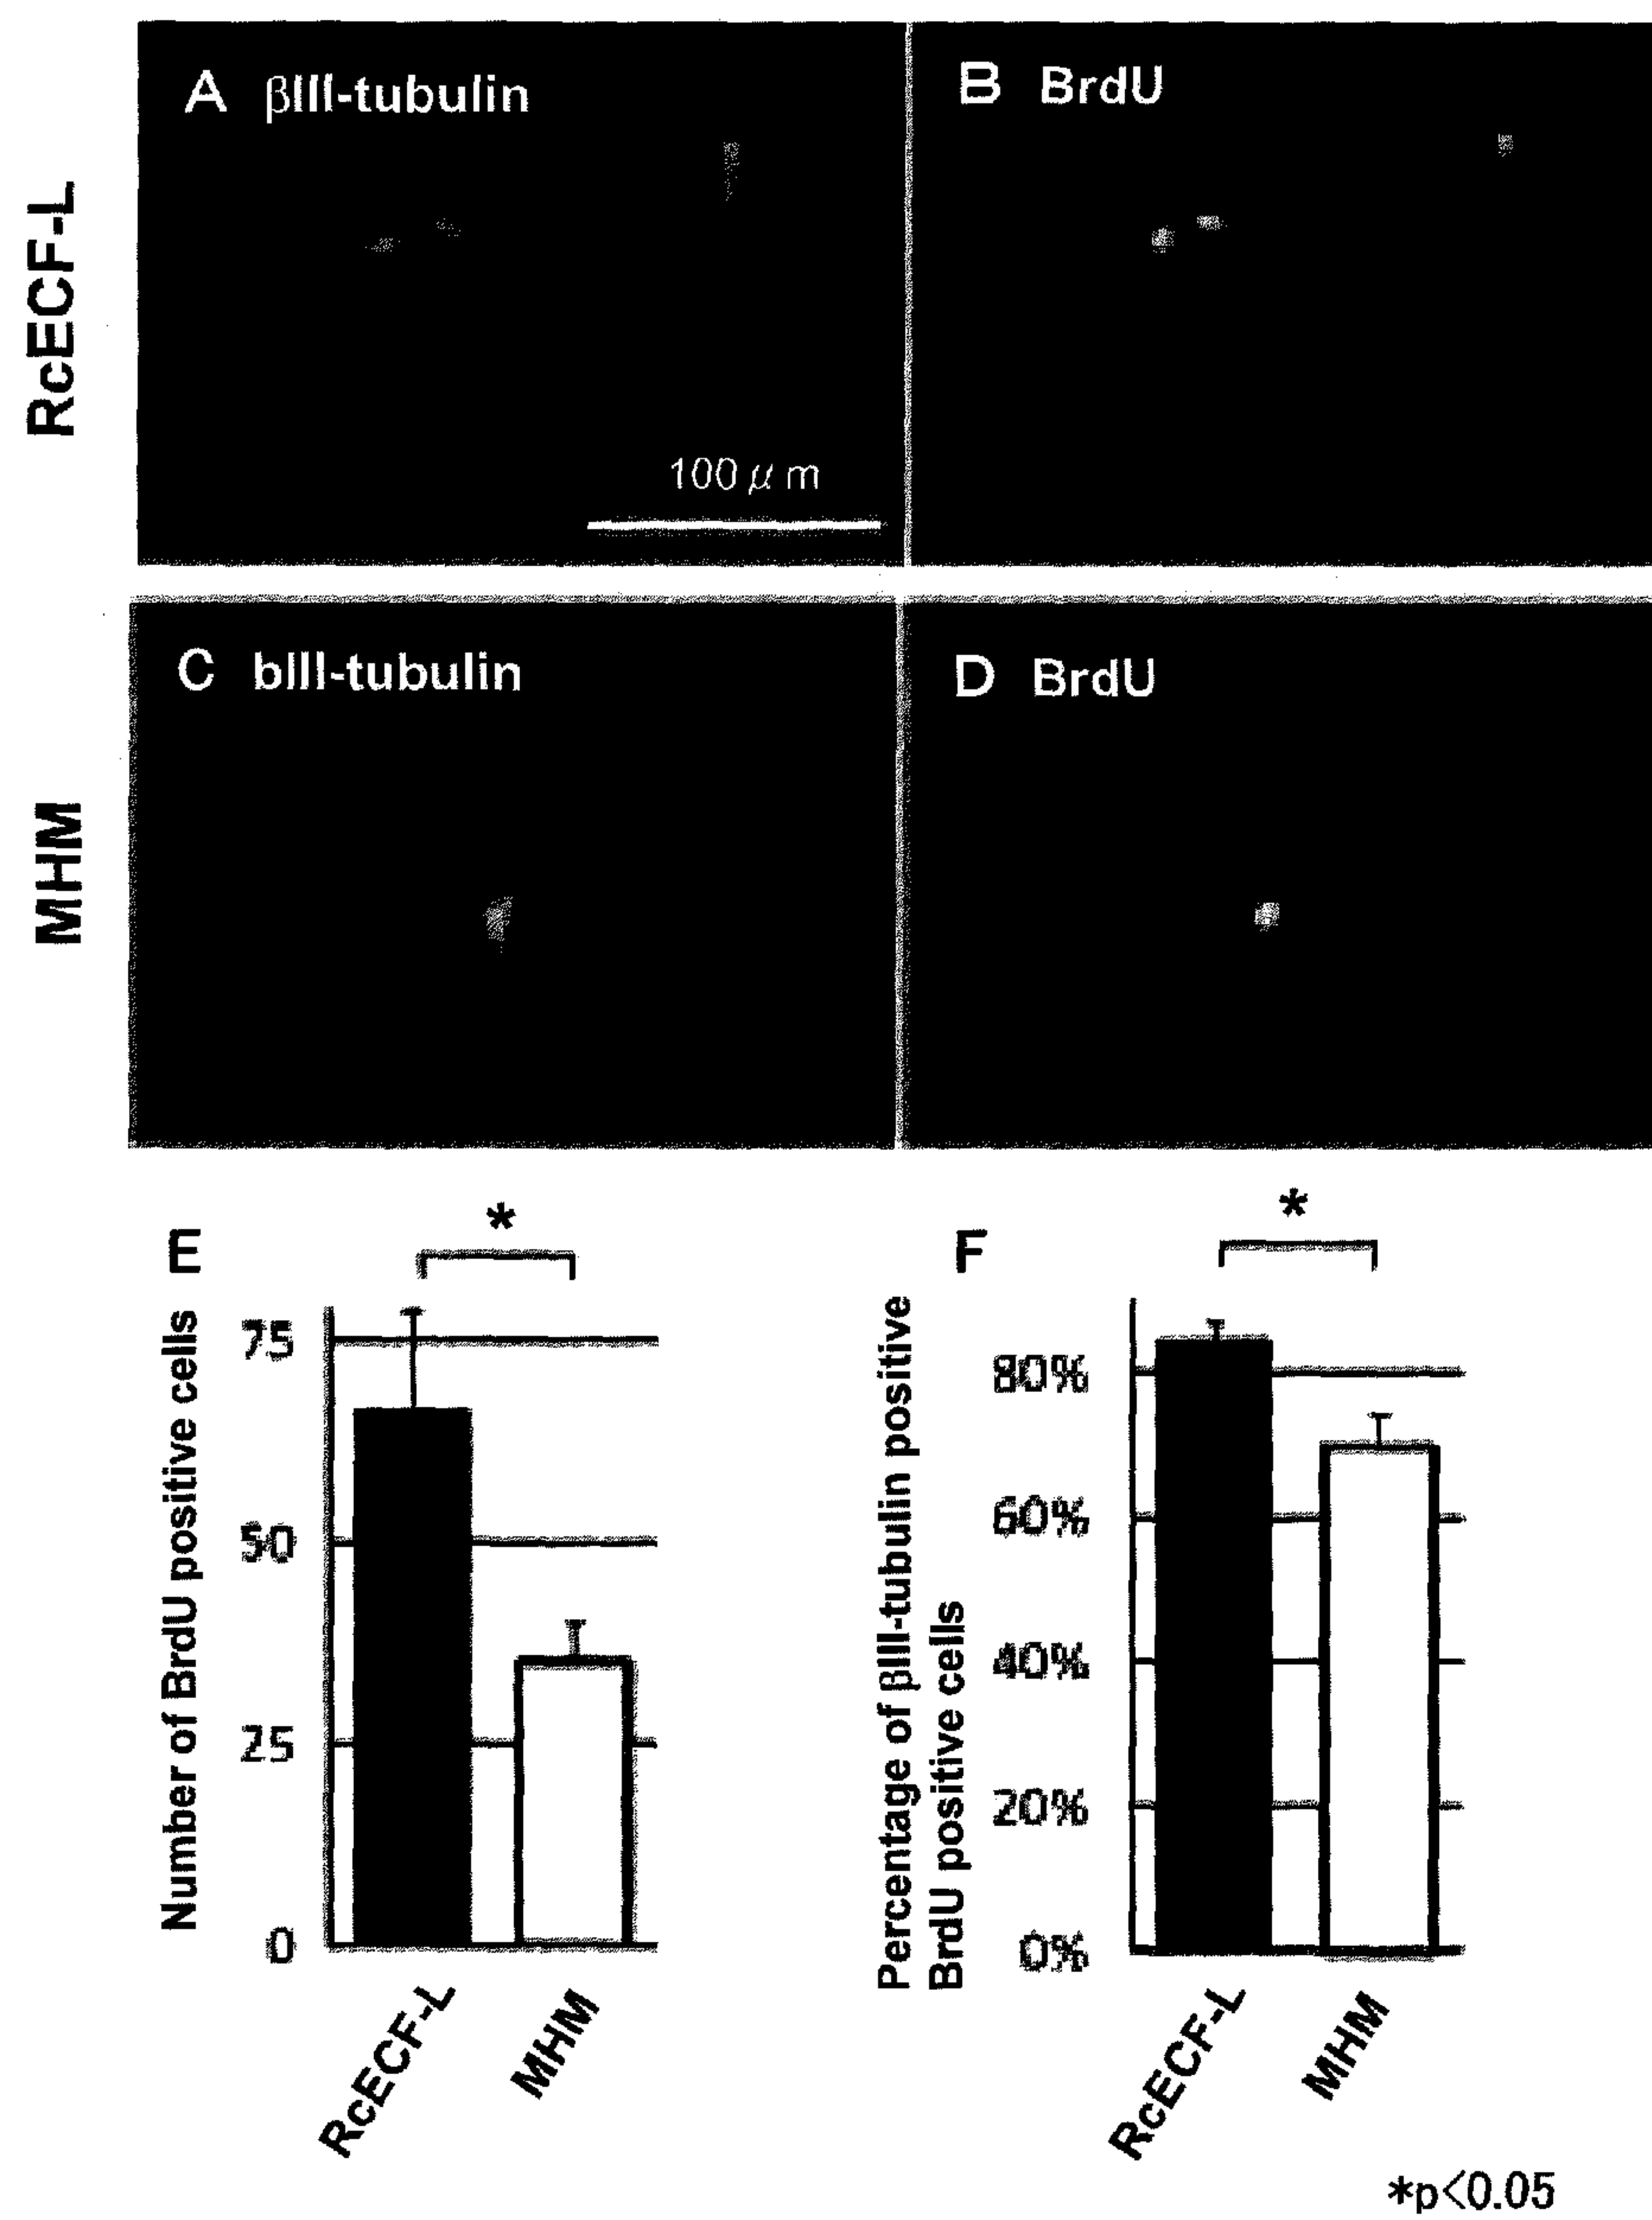 A βIII-tubulin
B BrdU
RcECF-L
100 μm
C bIII-tubulin
D BrdU
MHM
E
*
Number of BrdU positive cells
75
50
25
0
RcECF-L
MHM
F
*
Percentage of βIII-tubulin positive
BrdU positive cells
80%
60%
40%
20%
0%
RcECF-L
MHM
*p<0.05